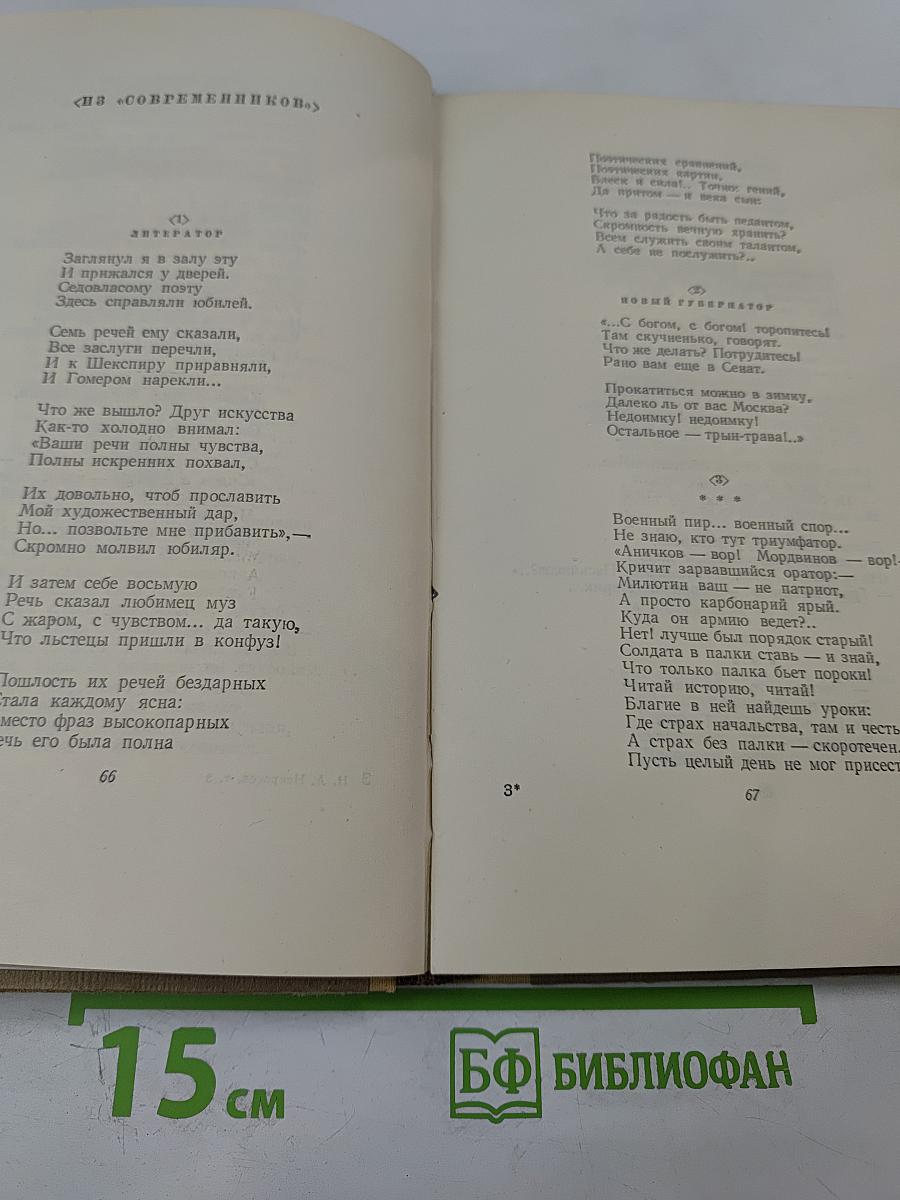 <ИЗ «СОВРЕМЕННИКОВ»>
<1>
ЛИТЕРАТОР
Заглянул я в залу эту
И прижался у дверей.
Седовласому поэту
Здесь справляли юбилей.
Семь речей ему сказали,
Все заслуги перечли,
И к Шекспиру приравняли,
И Гомером нарекли...
Что же вышло? Друг искусства
Как-то холодно внимал:
«Ваши речи полны чувства,
Полны искренних похвал,
Их довольно, чтоб прославить
Мой художественный дар,
Но... позвольте мне прибавить»,—
Скромно молвил юбиляр.
И затем себе восьмую
Речь сказал любимец муз
С жаром, с чувством... да такую,
Что льстецы пришли в конфуз!
Пошлость их речей бездарных
Стала каждому ясна:
место фраз высокопарных
ечь его была полна
66
Поэтических сравнений,
Поэтических картин,
Блеск и сила!.. Точно: гений,
Да притом — и века сын:
Что за радость быть педантом,
Скромность вечную хранить?
Всем служить своим талантом,
А себе не послужить?..
<2>
НОВЫЙ ГУБЕРНАТОР
«...С богом, с богом! торопитесь!
Там скучненько, говорят.
Что же делать? Потрудитесь!
Рано вам еще в Сенат.
Прокатиться можно в зимку,
Далеко ль от вас Москва?
Недоимку! недоимку!
Остальное — трын-трава!..»
<3>
* * *
Военный пир... военный спор...
Не знаю, кто тут триумфатор.
«Аничков — вор! Мордвинов — вор!—
Кричит зарвавшийся оратор:—
Милютин ваш — не патриот,
А просто карбонарий ярый.
Куда он армию ведет?..
Нет! лучше был порядок старый!
Солдата в палки ставь — и знай,
Что только палка бьет пороки!
Читай историю, читай!
Благие в ней найдешь уроки:
Где страх начальства, там и честь
А страх без палки — скоротечен.
Пусть целый день не мог присест
3*
67
15 см
БФ БИБЛИОФАН